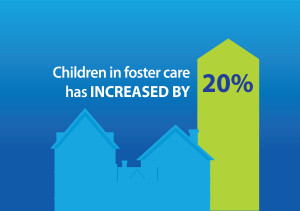 Children in foster care
has INCREASED BY
20%